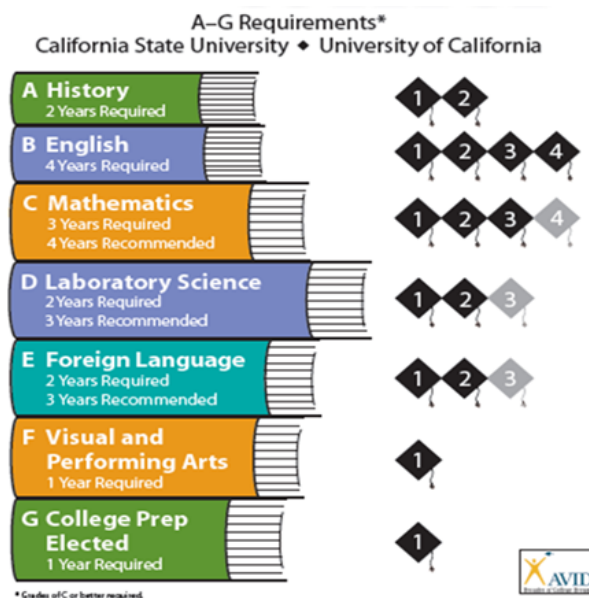 A–G Requirements*
California State University ◆ University of California
A History
2 Years Required
1 2
B English
4 Years Required
1 2 3 4
C Mathematics
3 Years Required
4 Years Recommended
1 2 3 4
D Laboratory Science
2 Years Required
3 Years Recommended
1 2 3
E Foreign Language
2 Years Required
3 Years Recommended
1 2 3
F Visual and
Performing Arts
1 Year Required
1
G College Prep
Elected
1 Year Required
1
* Grades of C or better required.
AVID